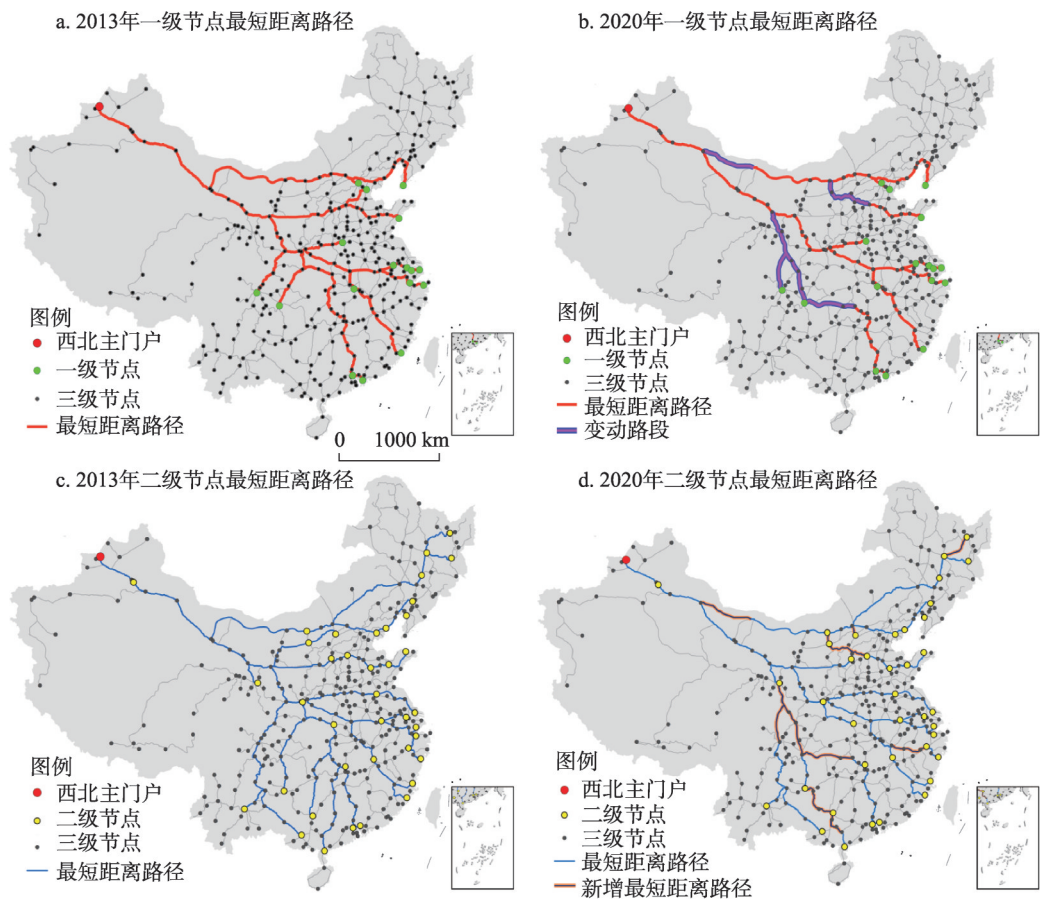 a. 2013年一级节点最短距离路径
图例
西北主门户
一级节点
三级节点
最短距离路径
0 1000 km
b. 2020年一级节点最短距离路径
图例
西北主门户
一级节点
三级节点
最短距离路径
变动路段
c. 2013年二级节点最短距离路径
图例
西北主门户
二级节点
三级节点
最短距离路径
d. 2020年二级节点最短距离路径
图例
西北主门户
二级节点
三级节点
最短距离路径
新增最短距离路径